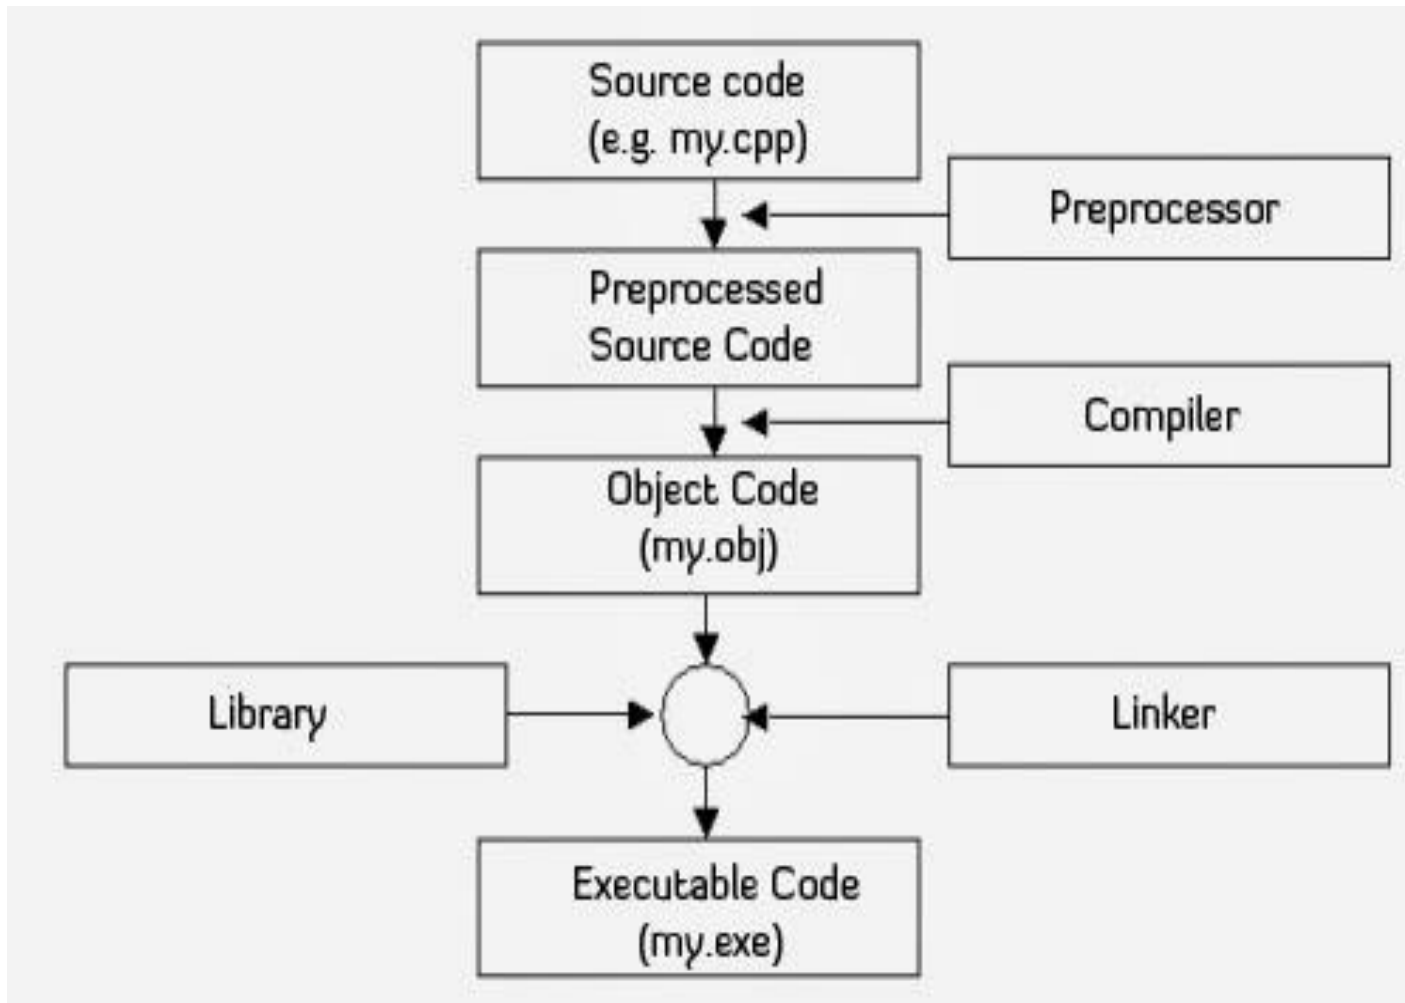 Source code
(e.g. my.cpp)
Preprocessor
Preprocessed
Source Code
Compiler
Object Code
(my.obj)
Library
Linker
Executable Code
(my.exe)